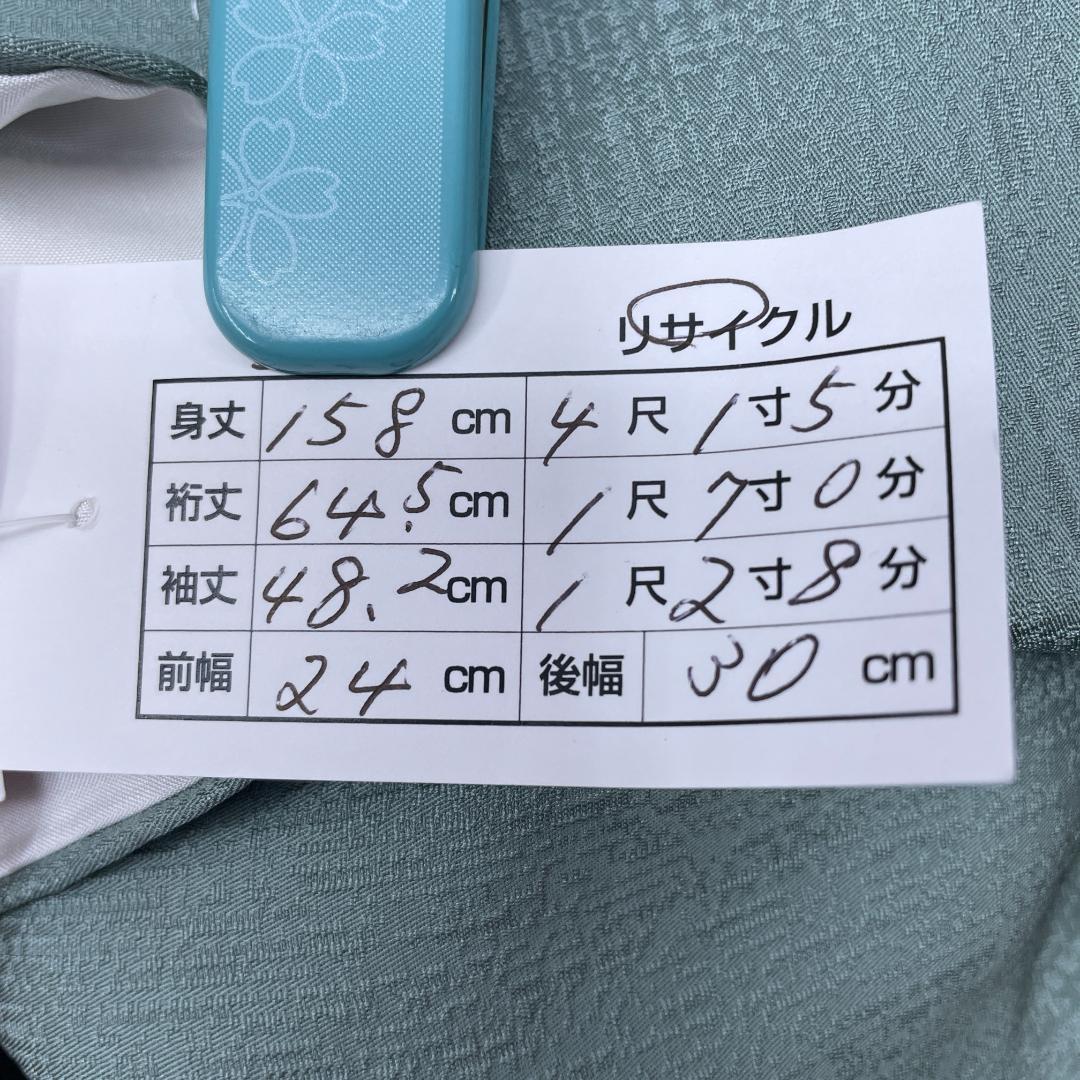 リサイクル
身丈 158 cm 4 尺 1 寸 5 分
裄丈 64.5 cm 1 尺 7 寸 0 分
袖丈 48.2 cm 1 尺 2 寸 8 分
前幅 24 cm 後幅 30 cm